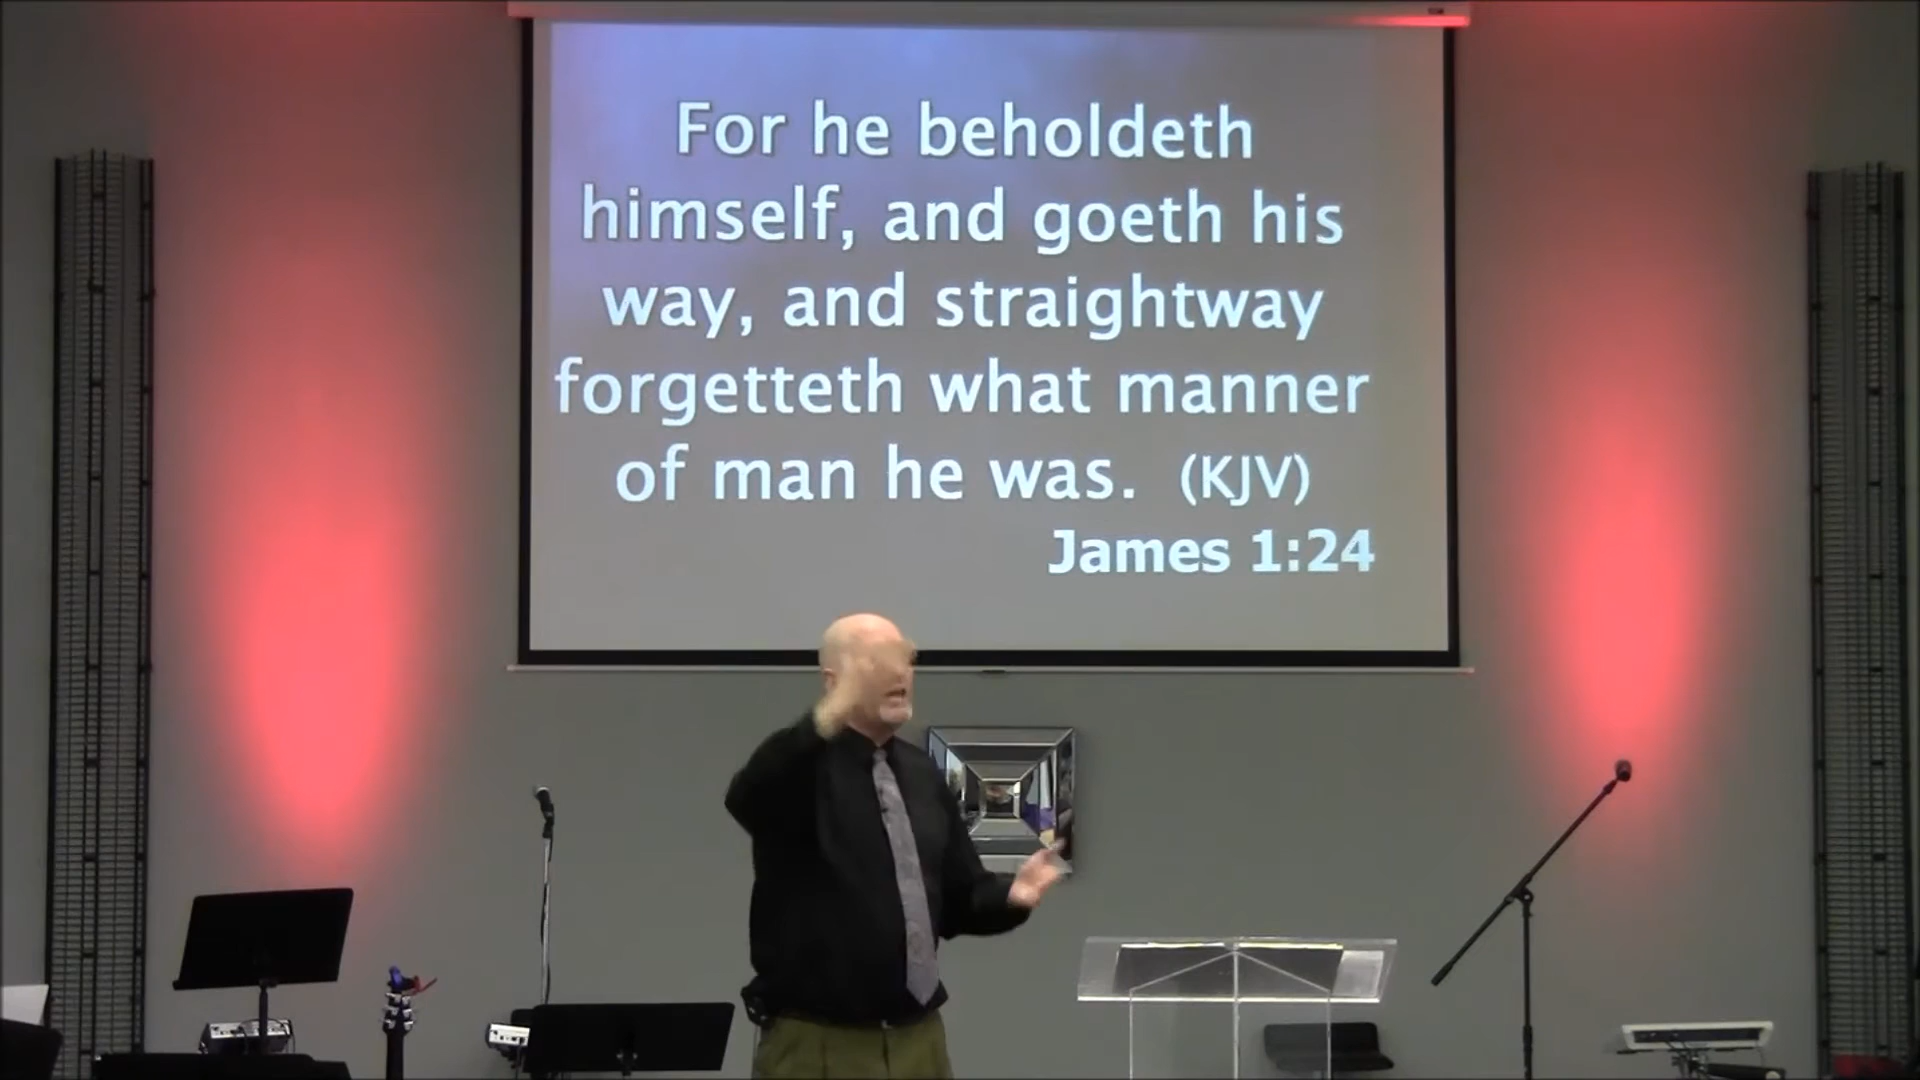 For he beholdeth
himself, and goeth his
way, and straightway
forgetteth what manner
of man he was. (KJV)
James 1:24